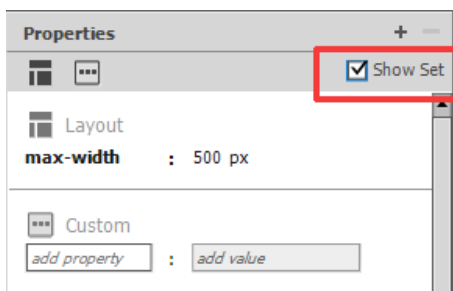 Properties
Show Set
Layout
max-width : 500 px
Custom
add property : add value